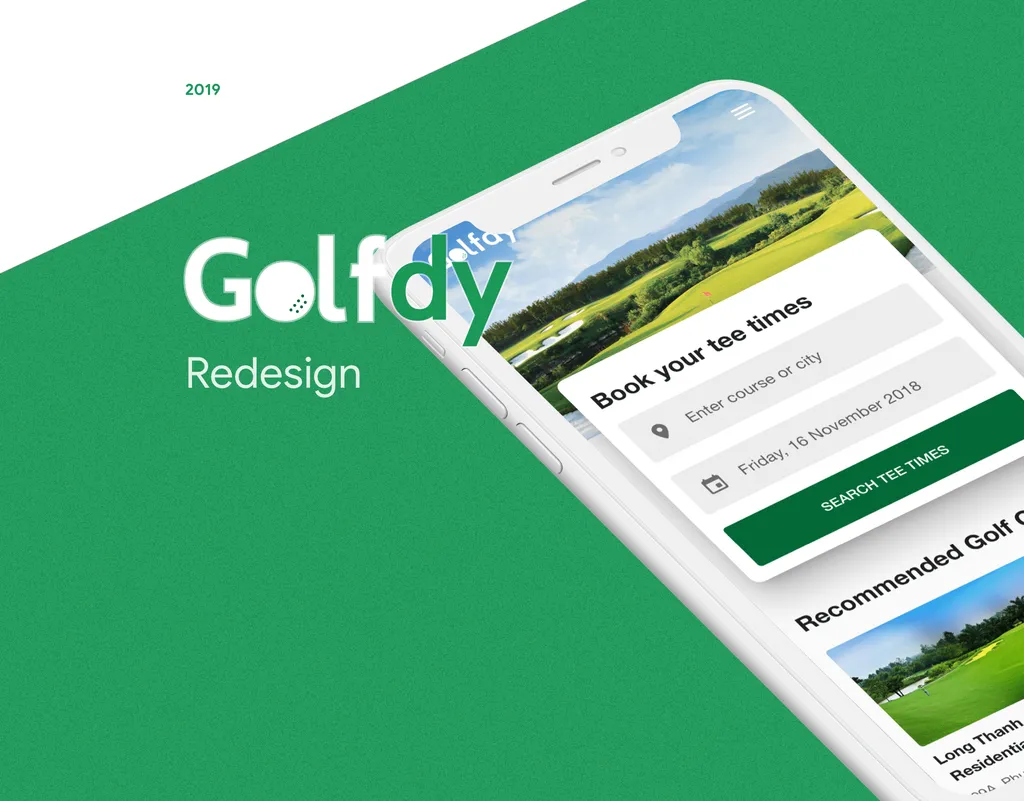 2019
Golfdy
Redesign
Golfdy
Book your tee times
Enter course or city
Friday, 16 November 2018
SEARCH TEE TIMES
Recommended Golf
Long Thanh